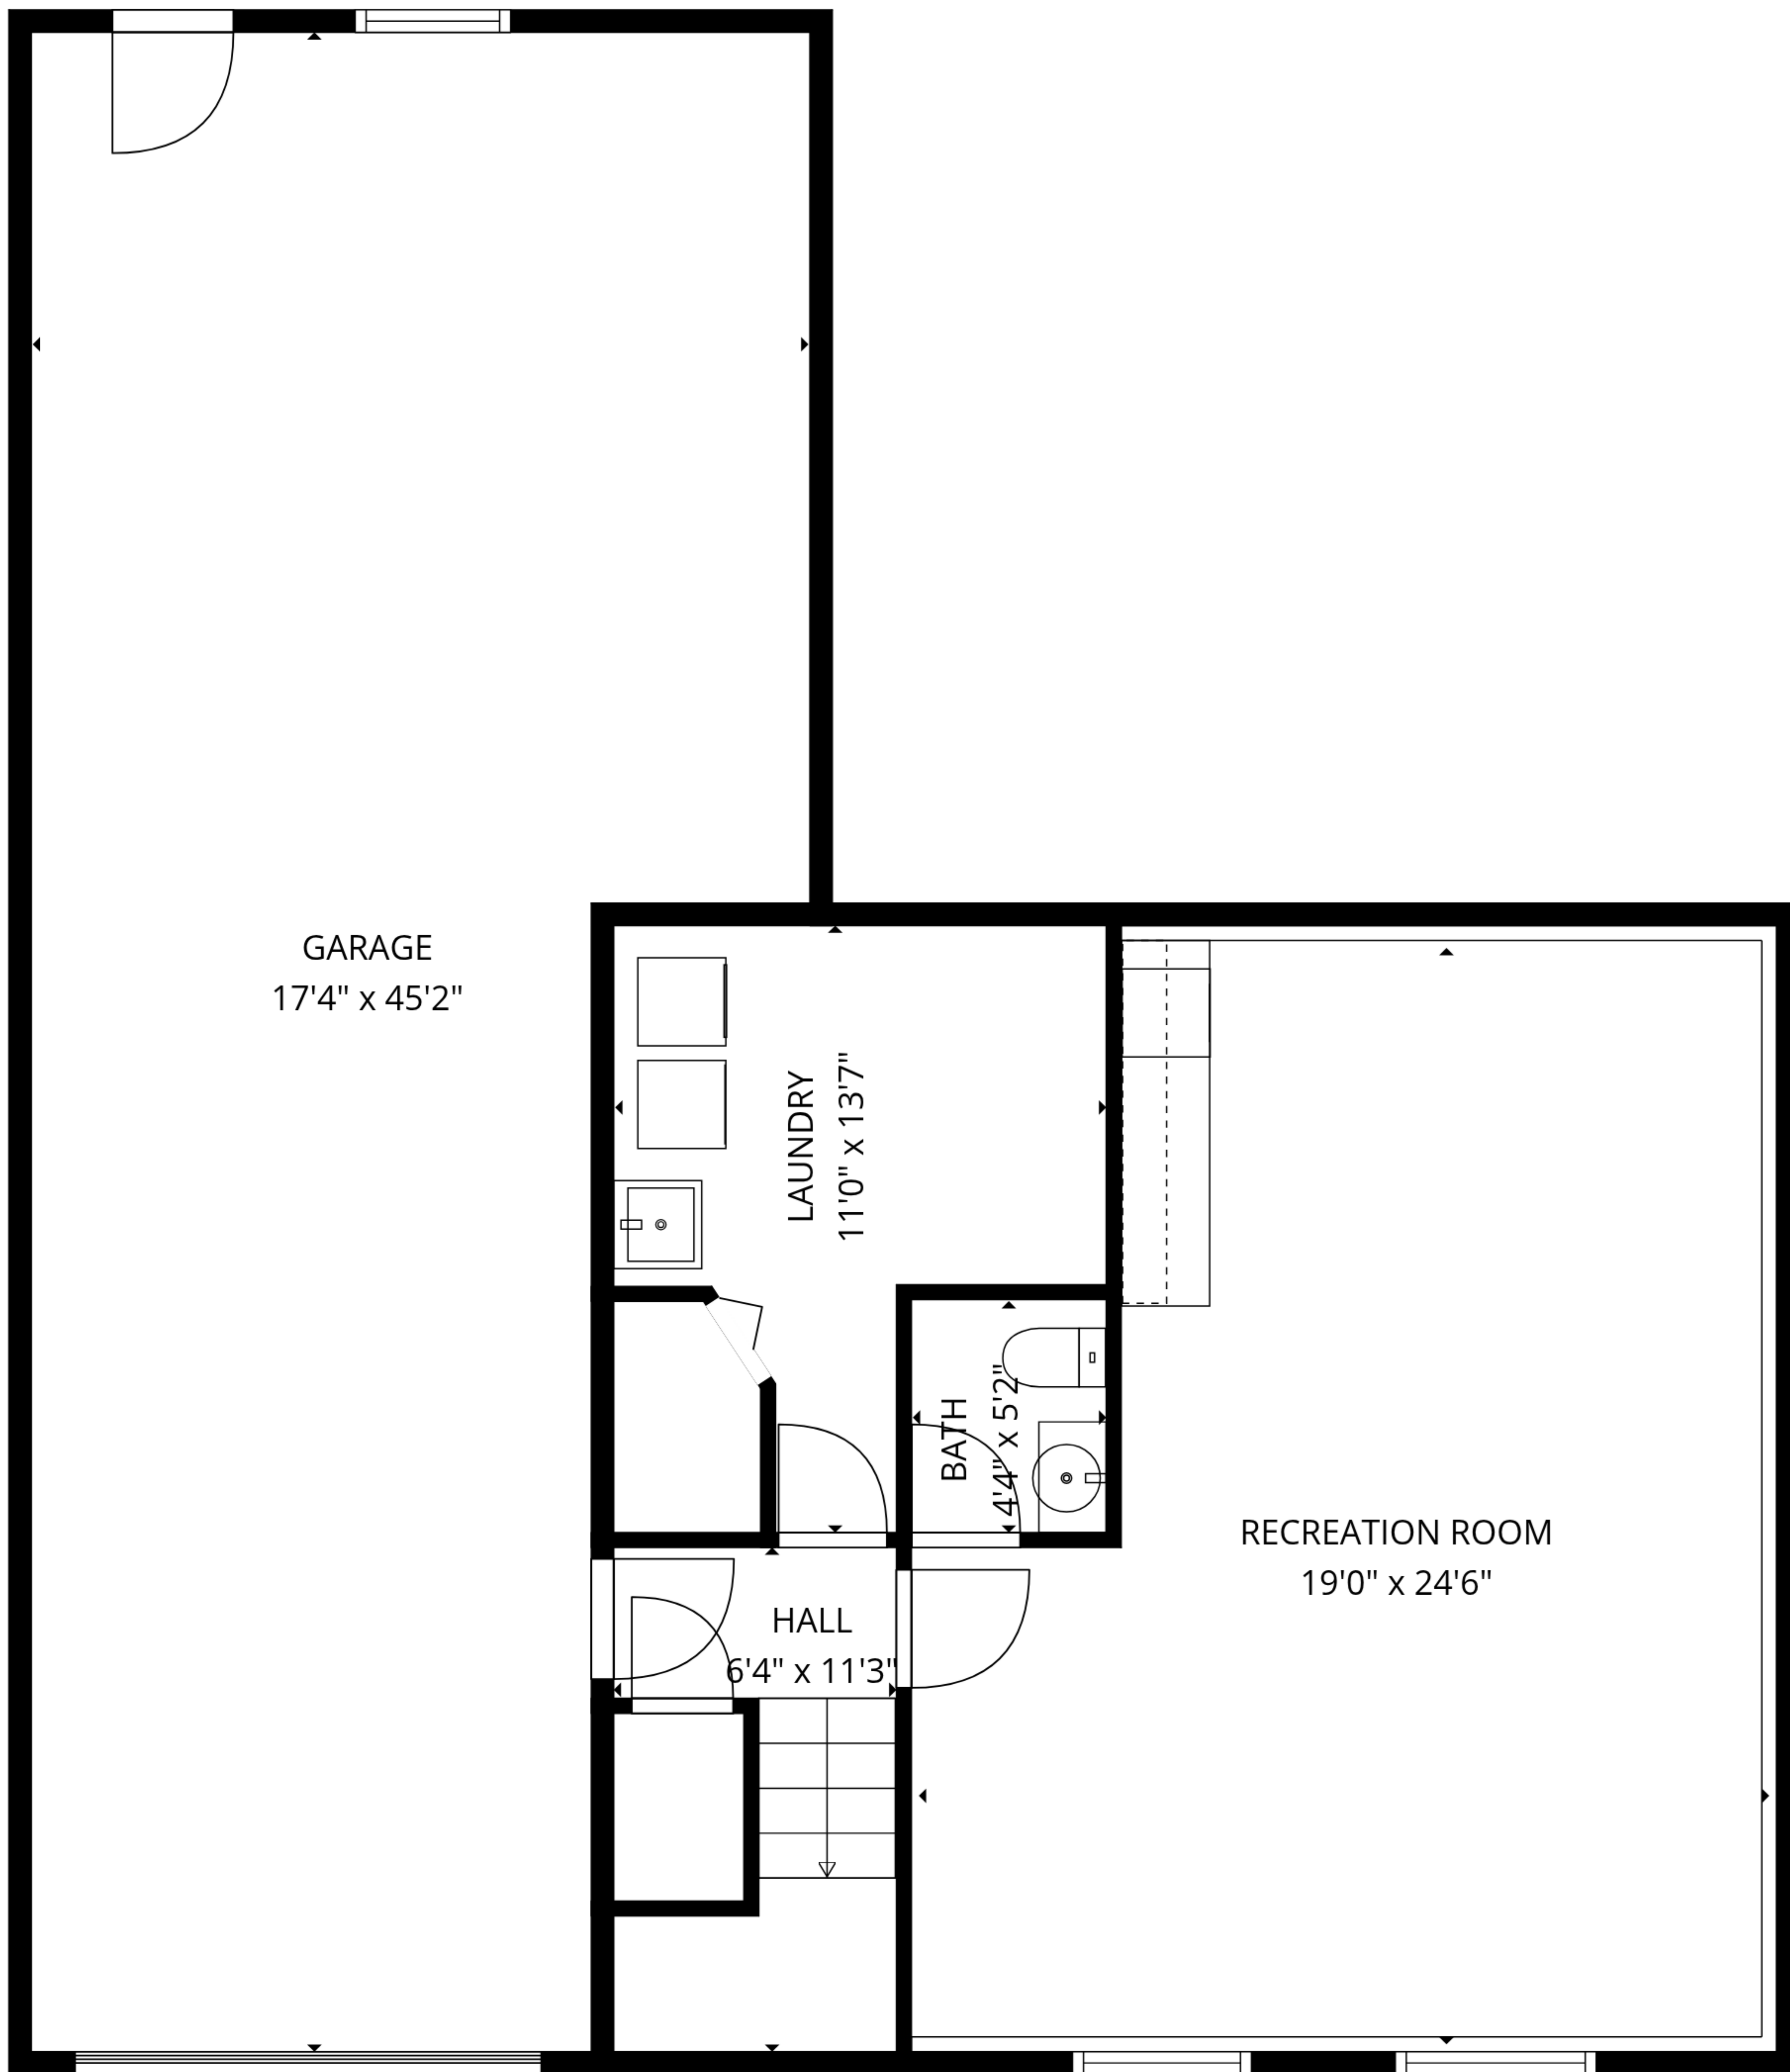 GARAGE
17'4" x 45'2"
LAUNDRY
11'0" x 13'7"
BATH
4'4" x 5'2"
RECREATION ROOM
19'0" x 24'6"
HALL
6'4" x 11'3"